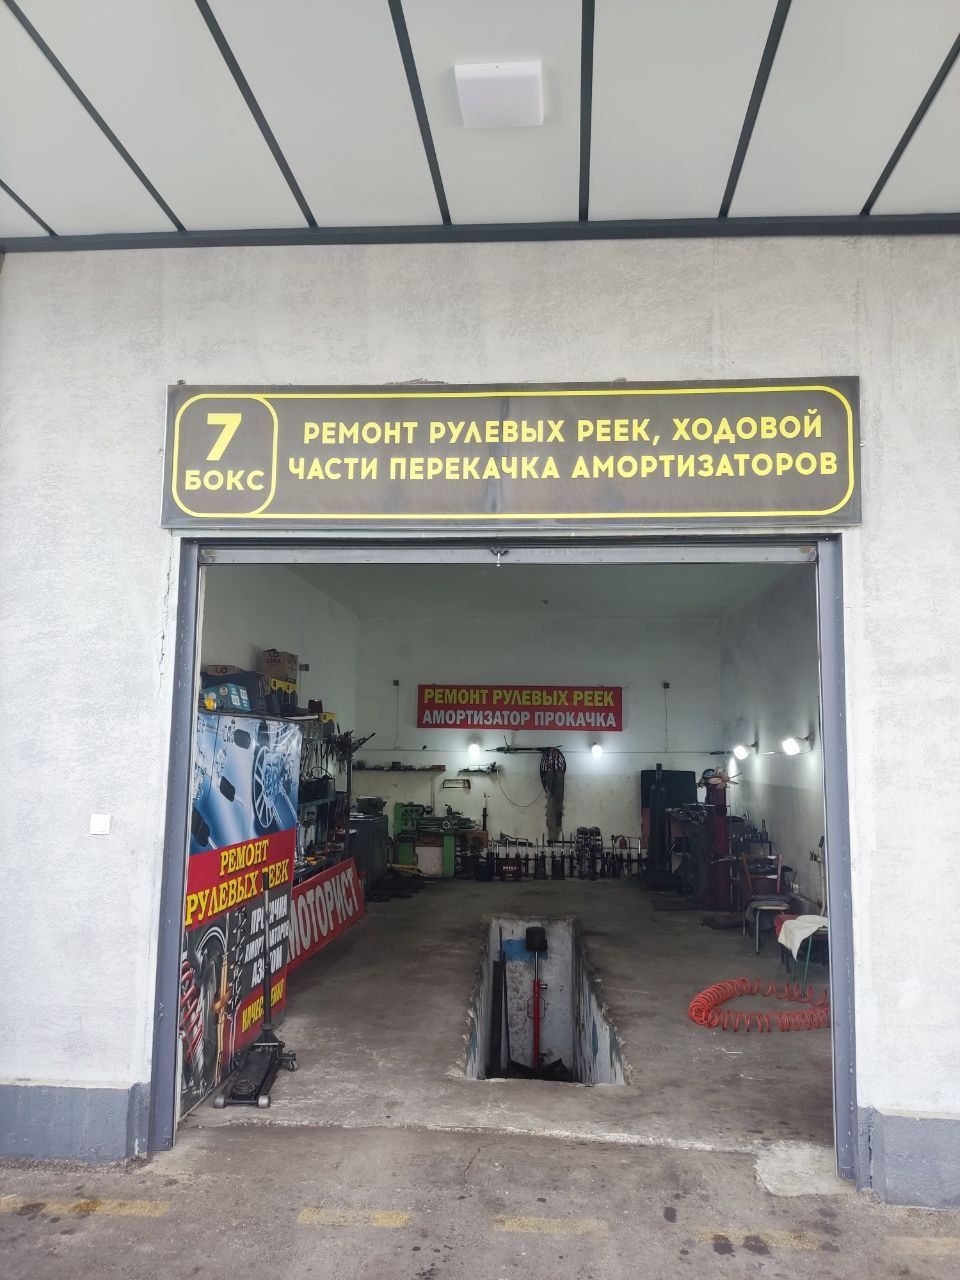 7
БОКС
РЕМОНТ РУЛЕВЫХ РЕЕК, ХОДОВОЙ
ЧАСТИ ПЕРЕКАЧКА АМОРТИЗАТОРОВ
РЕМОНТ РУЛЕВЫХ РЕЕК
АМОРТИЗАТОР ПРОКАЧКА
РЕМОНТ
РУЛЕВЫХ РЕЕК
МОТОРИСТ